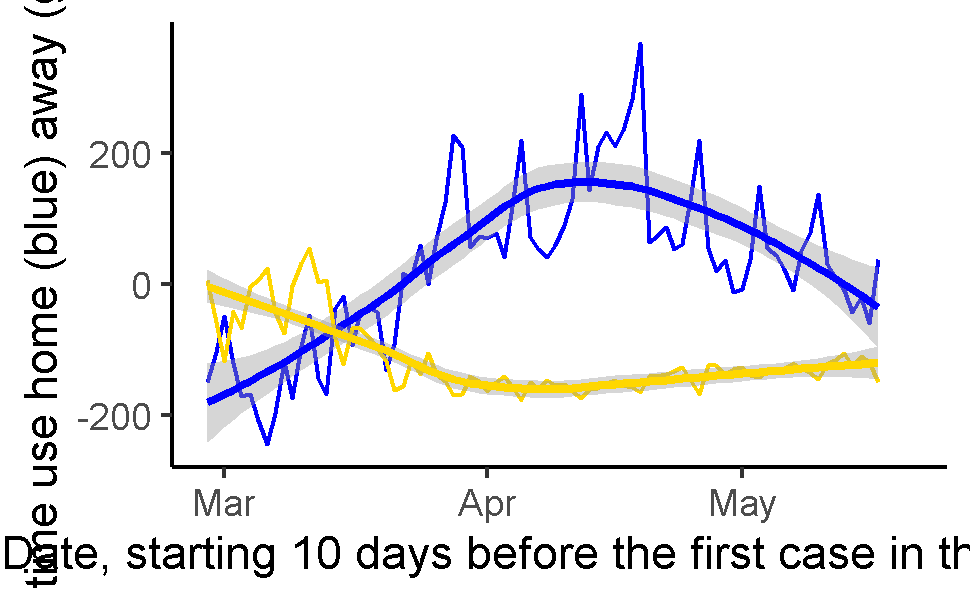 time use home (blue) away (
200
0
-200
Mar Apr May
Date, starting 10 days before the first case in th